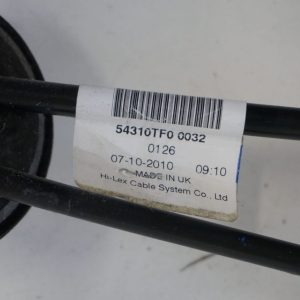 54310TF0 0032
0126
07-10-2010 09:10
MADE IN UK
Hi-Lex Cable System Co., Ltd